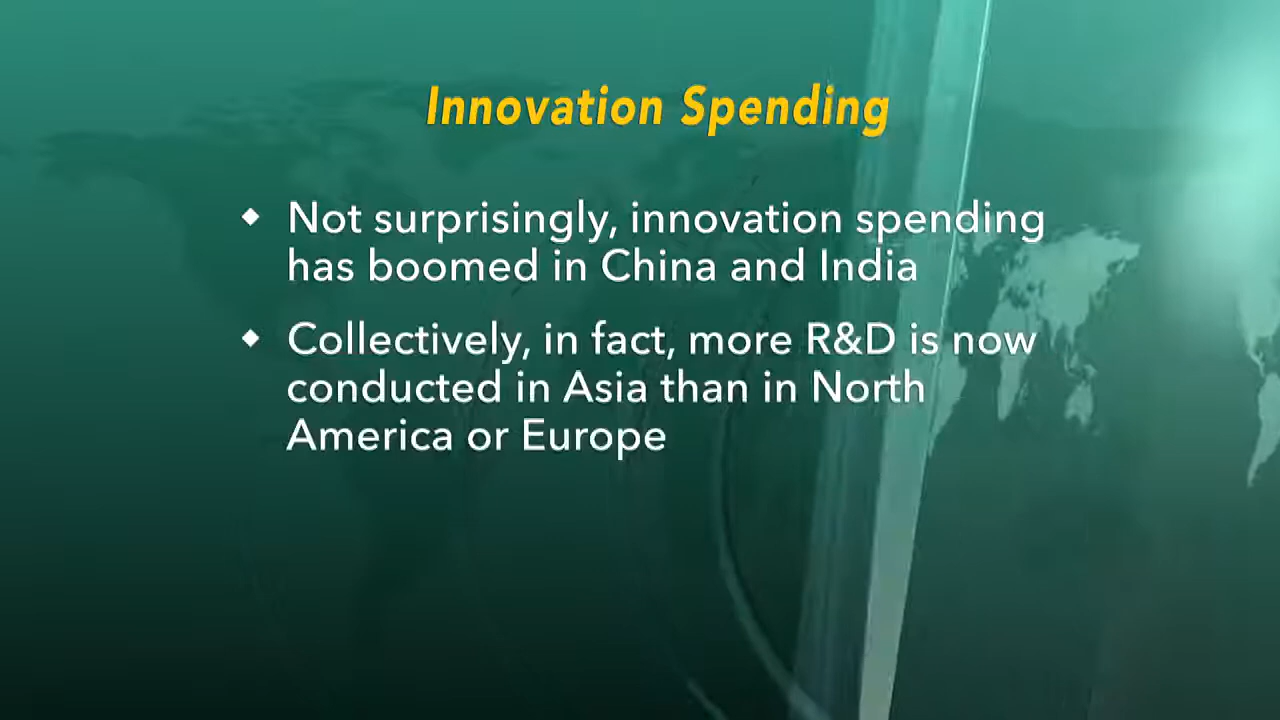 Innovation Spending
◆ Not surprisingly, innovation spending
has boomed in China and India
◆ Collectively, in fact, more R&D is now
conducted in Asia than in North
America or Europe